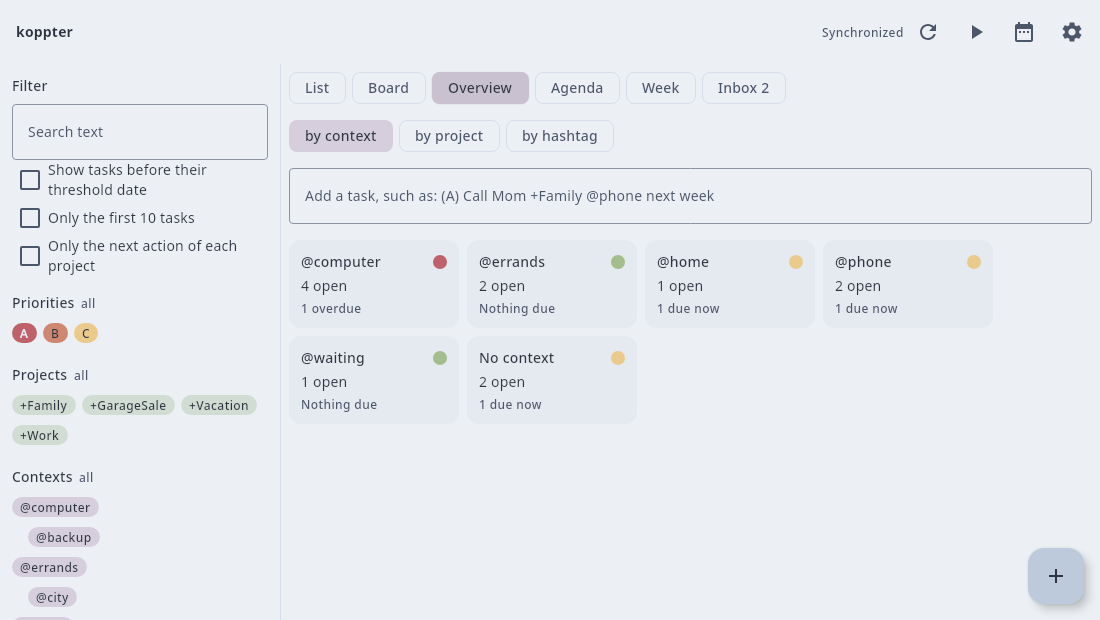 koppter
Synchronized
Filter
Search text
Show tasks before their
threshold date
Only the first 10 tasks
Only the next action of each
project
Priorities all
A B C
Projects all
+Family +GarageSale +Vacation
+Work
Contexts all
@computer
@backup
@errands
@city
List Board Overview Agenda Week Inbox 2
by context by project by hashtag
Add a task, such as: (A) Call Mom +Family @phone next week
@computer
4 open
1 overdue
@errands
2 open
Nothing due
@home
1 open
1 due now
@phone
2 open
1 due now
@waiting
1 open
Nothing due
No context
2 open
1 due now